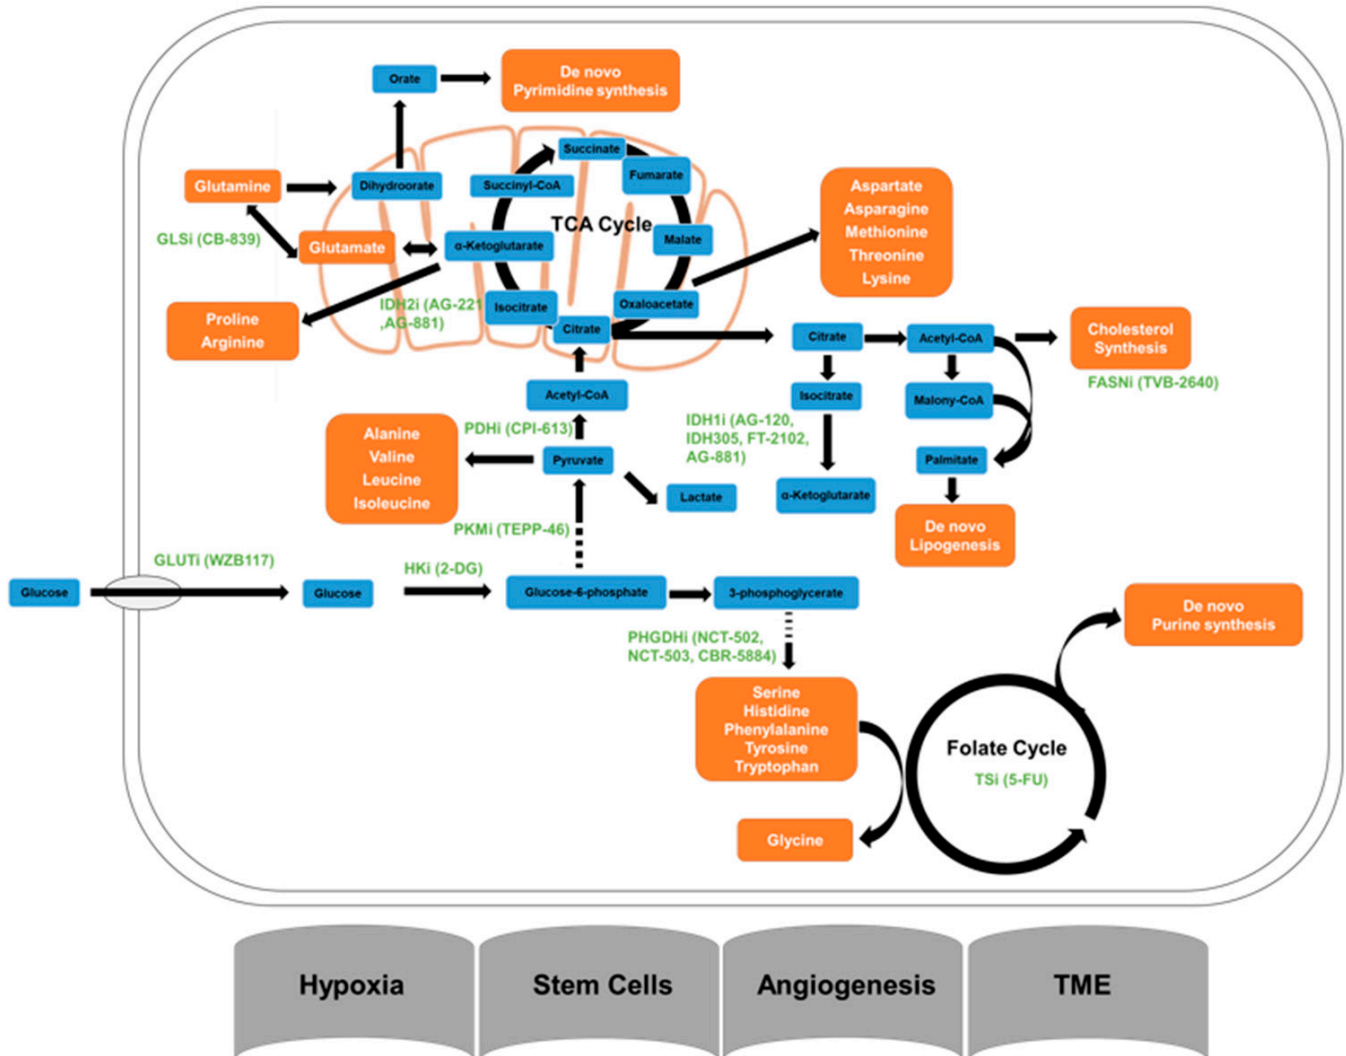 Orate
De novo
Pyrimidine synthesis
Succinate
Glutamine
Dihydroorate
Succinyl-CoA
Fumarate
TCA Cycle
Aspartate
Asparagine
Methionine
Threonine
Lysine
GLSi (CB-839)
Glutamate
α-Ketoglutarate
Malate
IDH2i (AG-221
,AG-881)
Isocitrate
Oxaloacetate
Citrate
Proline
Arginine
Citrate
Acetyl-CoA
Cholesterol
Synthesis
FASNi (TVB-2640)
Acetyl-CoA
Isocitrate
Malony-CoA
IDH1i (AG-120,
IDH305, FT-2102,
AG-881)
Alanine
Valine
Leucine
Isoleucine
PDHi (CPI-613)
Pyruvate
Lactate
α-Ketoglutarate
Palmitate
De novo
Lipogenesis
PKMi (TEPP-46)
GLUTi (WZB117)
HKi (2-DG)
Glucose
Glucose
Glucose-6-phosphate
3-phosphoglycerate
PHGDHi (NCT-502,
NCT-503, CBR-5884)
De novo
Purine synthesis
Serine
Histidine
Phenylalanine
Tyrosine
Tryptophan
Folate Cycle
TSi (5-FU)
Glycine
Hypoxia
Stem Cells
Angiogenesis
TME